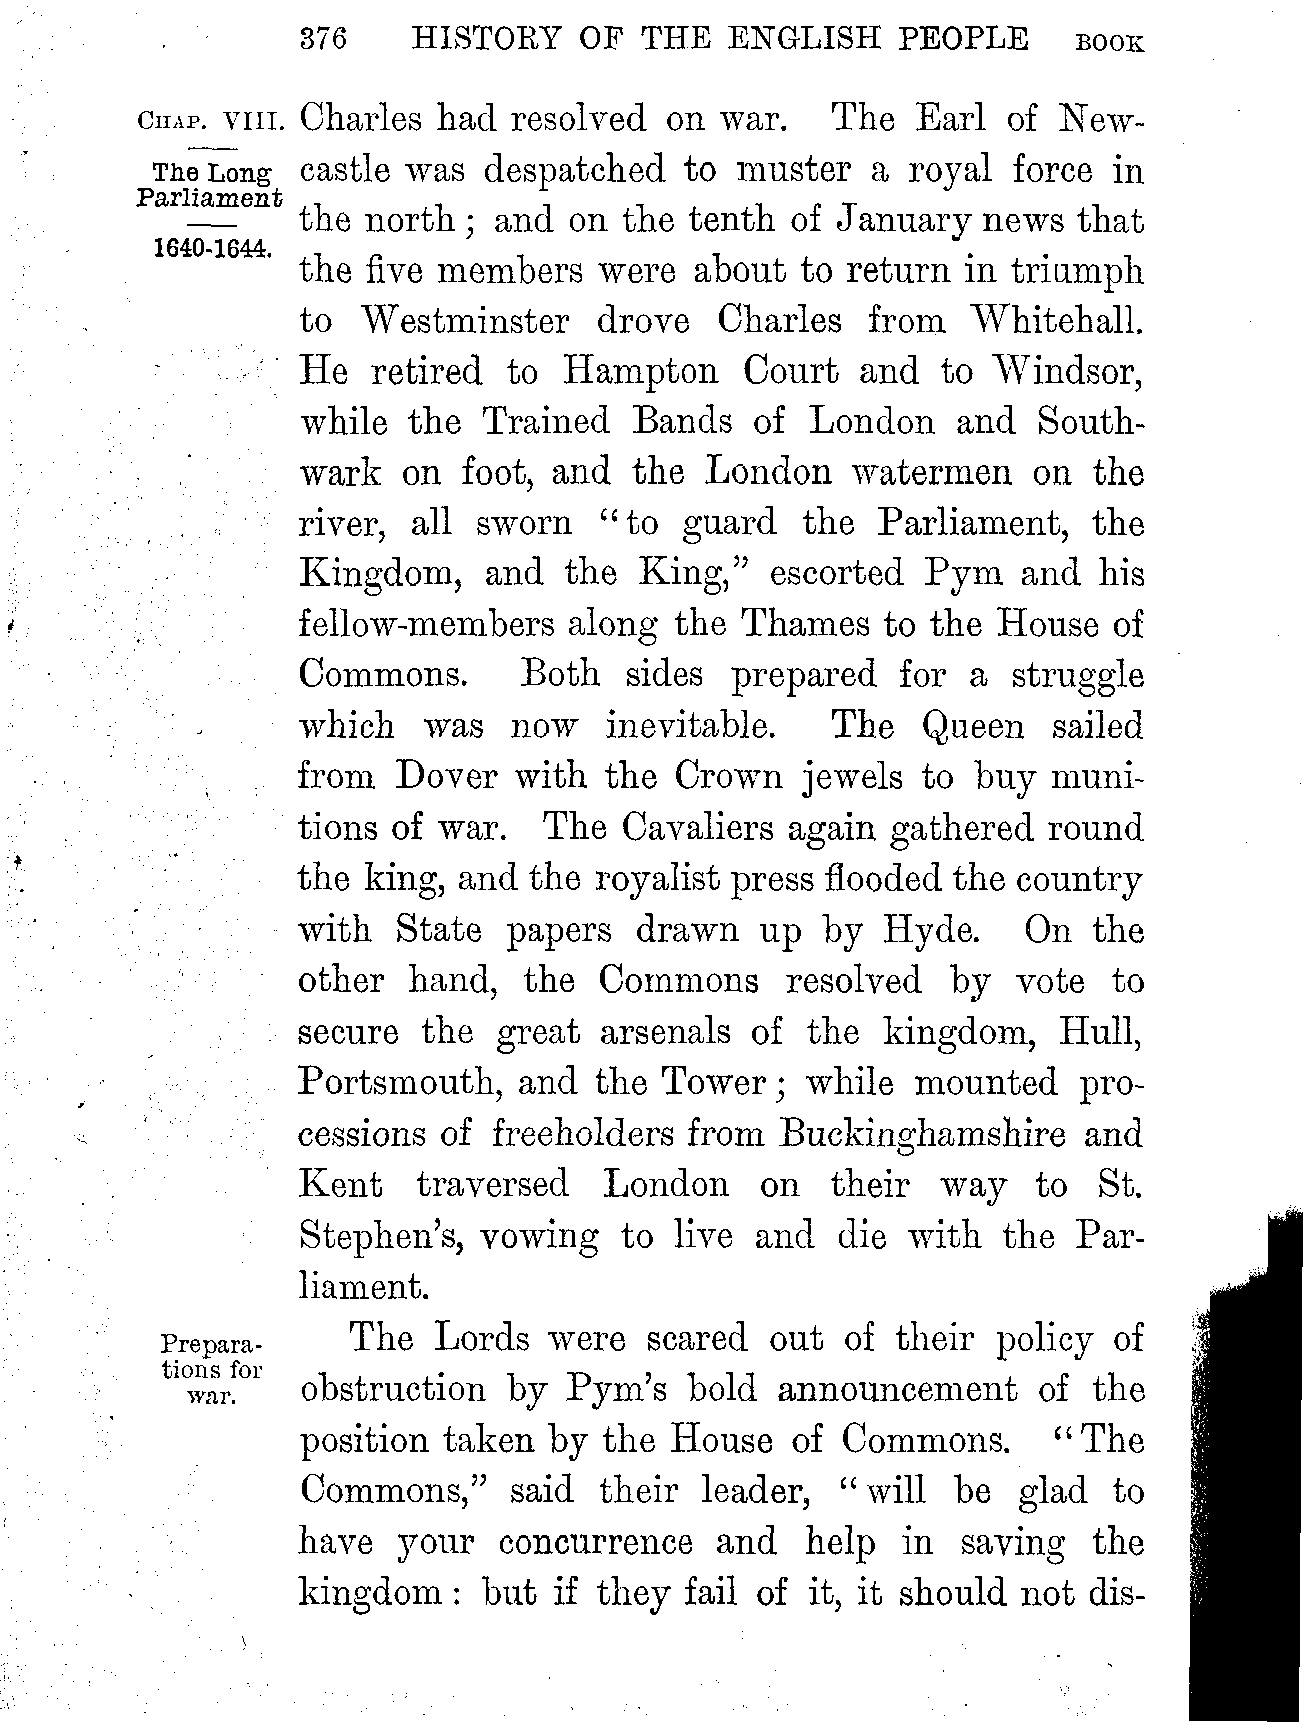 376 HISTORY OF THE ENGLISH PEOPLE BOOK
CHAP. VIII.
The Long
Parliament
1640-1644.
Charles had resolved on war. The Earl of New-
castle was despatched to muster a royal force in
the north ; and on the tenth of January news that
the five members were about to return in triumph
to Westminster drove Charles from Whitehall.
He retired to Hampton Court and to Windsor,
while the Trained Bands of London and South-
wark on foot, and the London watermen on the
river, all sworn “to guard the Parliament, the
Kingdom, and the King,” escorted Pym and his
fellow-members along the Thames to the House of
Commons. Both sides prepared for a struggle
which was now inevitable. The Queen sailed
from Dover with the Crown jewels to buy muni-
tions of war. The Cavaliers again gathered round
the king, and the royalist press flooded the country
with State papers drawn up by Hyde. On the
other hand, the Commons resolved by vote to
secure the great arsenals of the kingdom, Hull,
Portsmouth, and the Tower ; while mounted pro-
cessions of freeholders from Buckinghamshire and
Kent traversed London on their way to St.
Stephen’s, vowing to live and die with the Par-
liament.
Prepara-
tions for
war.
The Lords were scared out of their policy of
obstruction by Pym’s bold announcement of the
position taken by the House of Commons. “The
Commons,” said their leader, “will be glad to
have your concurrence and help in saving the
kingdom : but if they fail of it, it should not dis-